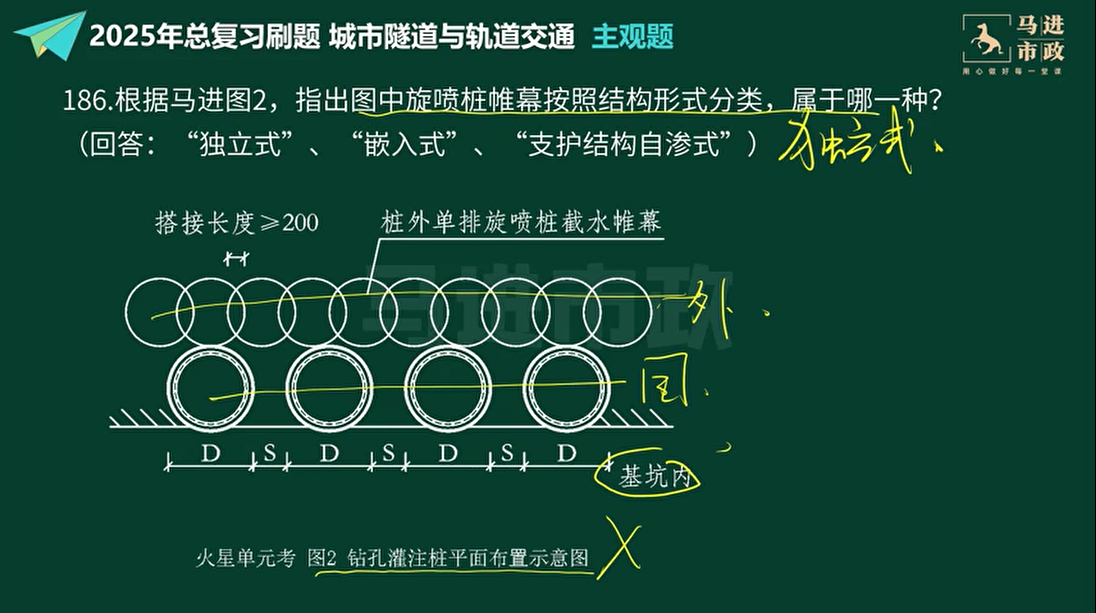 2025年总复习刷题 城市隧道与轨道交通 主观题
马进市政
用心做好每一堂课
186.根据马进图2，指出图中旋喷桩帷幕按照结构形式分类，属于哪一种？
（回答：“独立式”、“嵌入式”、“支护结构自渗式”）独立式、
搭接长度≥200 桩外单排旋喷桩截水帷幕
马进市政
外、
D S D S D S D
基坑内
火星单元考 图2 钻孔灌注桩平面布置示意图